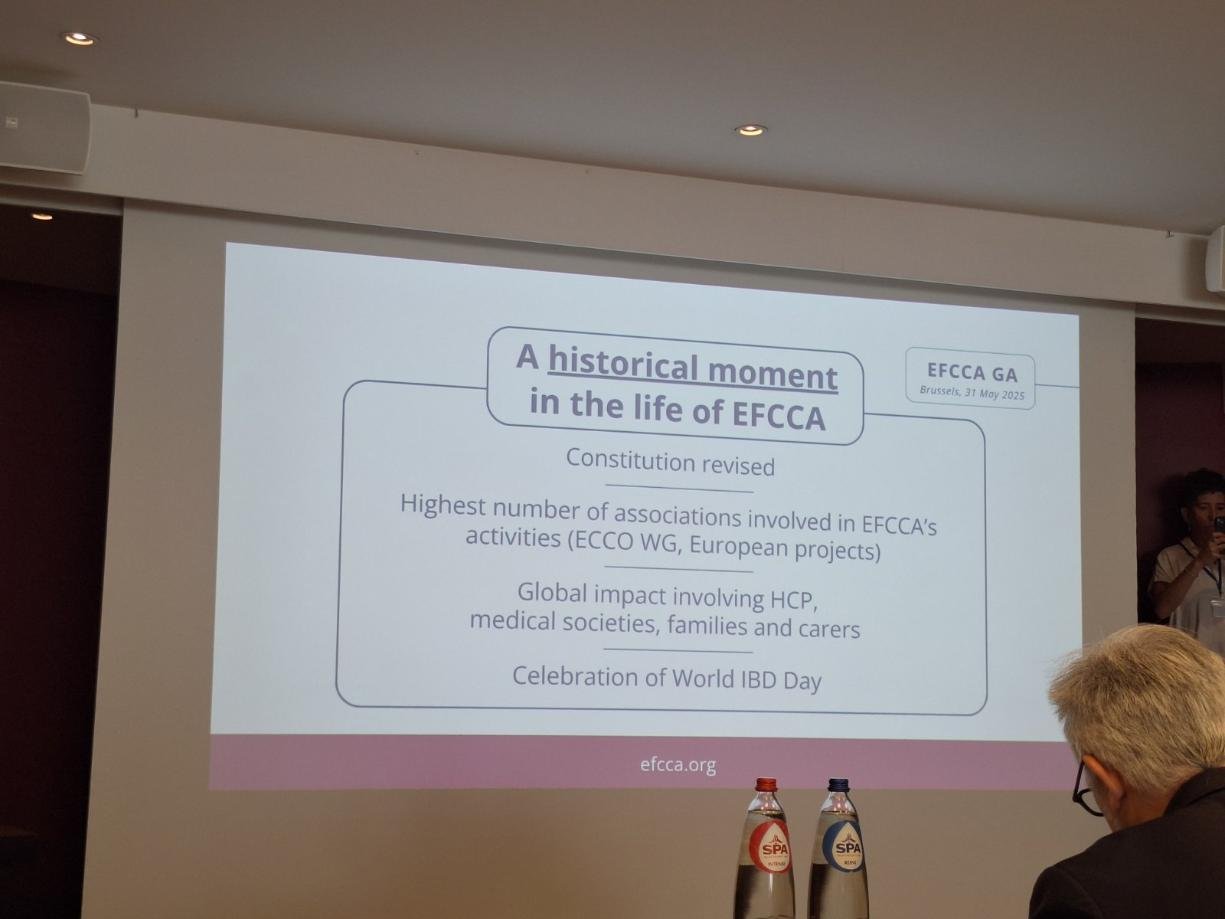 A historical moment
in the life of EFCCA
EFCCA GA
Brussels, 31 May 2025
Constitution revised
Highest number of associations involved in EFCCA's
activities (ECCO WG, European projects)
Global impact involving HCP,
medical societies, families and carers
Celebration of World IBD Day
efcca.org
SPA
INTENSE
SPA
REINE